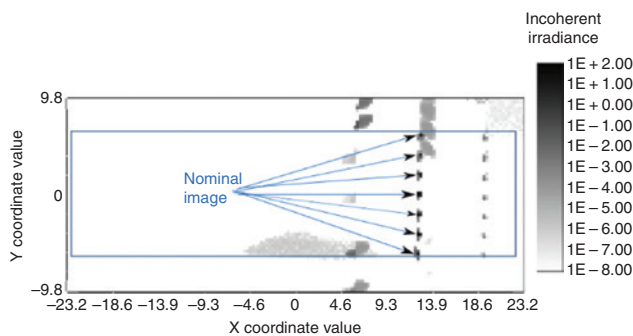 Incoherent
irradiance
1E + 2.00
1E + 1.00
1E + 0.00
1E − 1.00
1E − 2.00
1E − 3.00
1E − 4.00
1E − 5.00
1E − 6.00
1E − 7.00
1E − 8.00
9.8
0
−9.8
Y coordinate value
Nominal
image
−23.2 −18.6 −13.9 −9.3 −4.6 0 4.6 9.3 13.9 18.6 23.2
X coordinate value